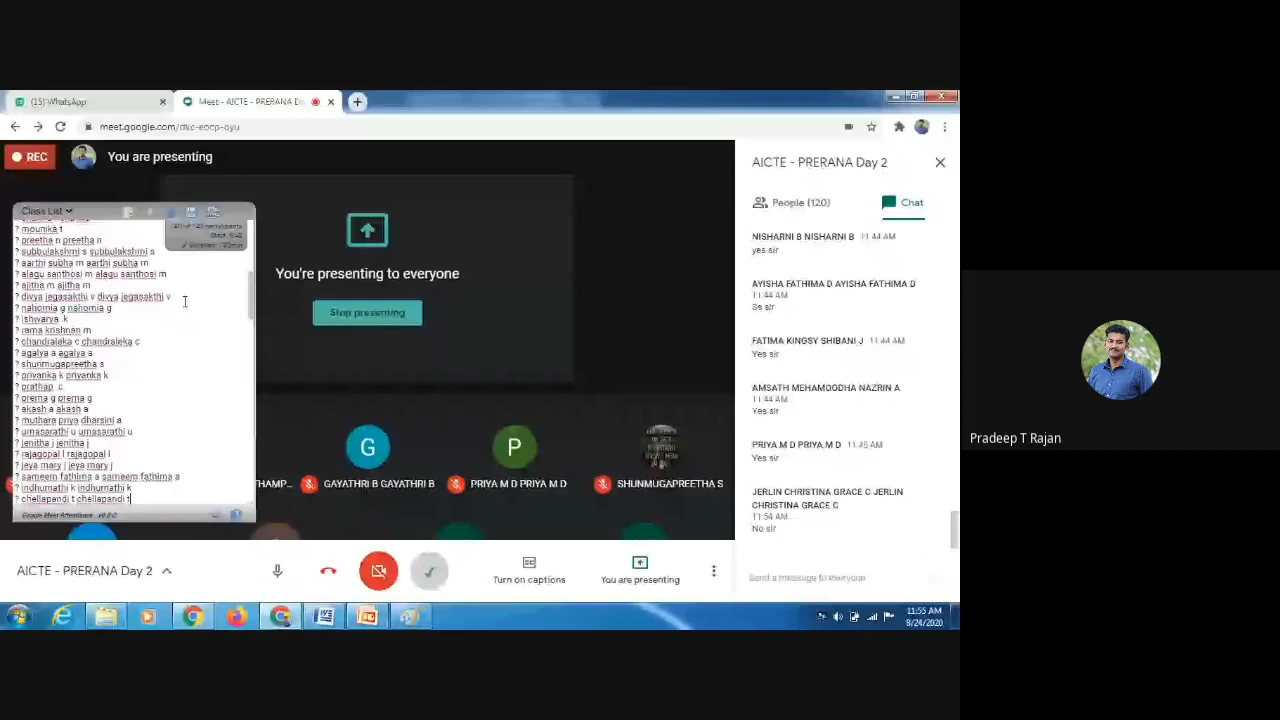 (15) WhatsApp
Meet - AICTE - PRERANA Da
meet.google.com/dkc-eocp-oyu
REC
You are presenting
Class List
? mounika f
? preetha n preetha n
? subbulakshmi s subbulakshmi s
? aarthi subha m aarthi subha m
? alagu santhosi m alagu santhosi m
? ajitha m ajitha m
? divya jegasakthi v divya jegasakthi v
? nahomia g nahomia g
? ishwarya .k
? rama krishnan m
? chandraleka c chandraleka c
? agalya a agalya a
? shunmugapreetha s
? priyanka k priyanka k
? prathap .c
? prema g prema g
? akash a akash a
? muthara priya dharsini a
? umasarathi u umasarathi u
? jenitha j jenitha j
? rajagopal l rajagopal l
? jeya mary j jeya mary j
? sameem fathima a sameem fathima a
? indhumathi k indhumathi k
? chellapandi t chellapandi t
Google Meet Attendance
You're presenting to everyone
Stop presenting
G
P
THAMP...
GAYATHRI B GAYATHRI B
PRIYA M D PRIYA M D
SHUNMUGAPREETHA S
AICTE - PRERANA Day 2
People (120)
Chat
NISHARNI B NISHARNI B 11:44 AM
yes sir
AYISHA FATHIMA D AYISHA FATHIMA D
11:44 AM
Ss sir
FATIMA KINGSY SHIBANI J 11:44 AM
Yes sir
AMSATH MEHAMOODHA NAZRIN A
11:44 AM
Yes sir
PRIYA M D PRIYA M D 11:45 AM
Yes sir
JERLIN CHRISTINA GRACE C JERLIN
CHRISTINA GRACE C
11:54 AM
No sir
Send a message to everyone
AICTE - PRERANA Day 2
Turn on captions
You are presenting
11:55 AM
8/24/2020
Pradeep T Rajan